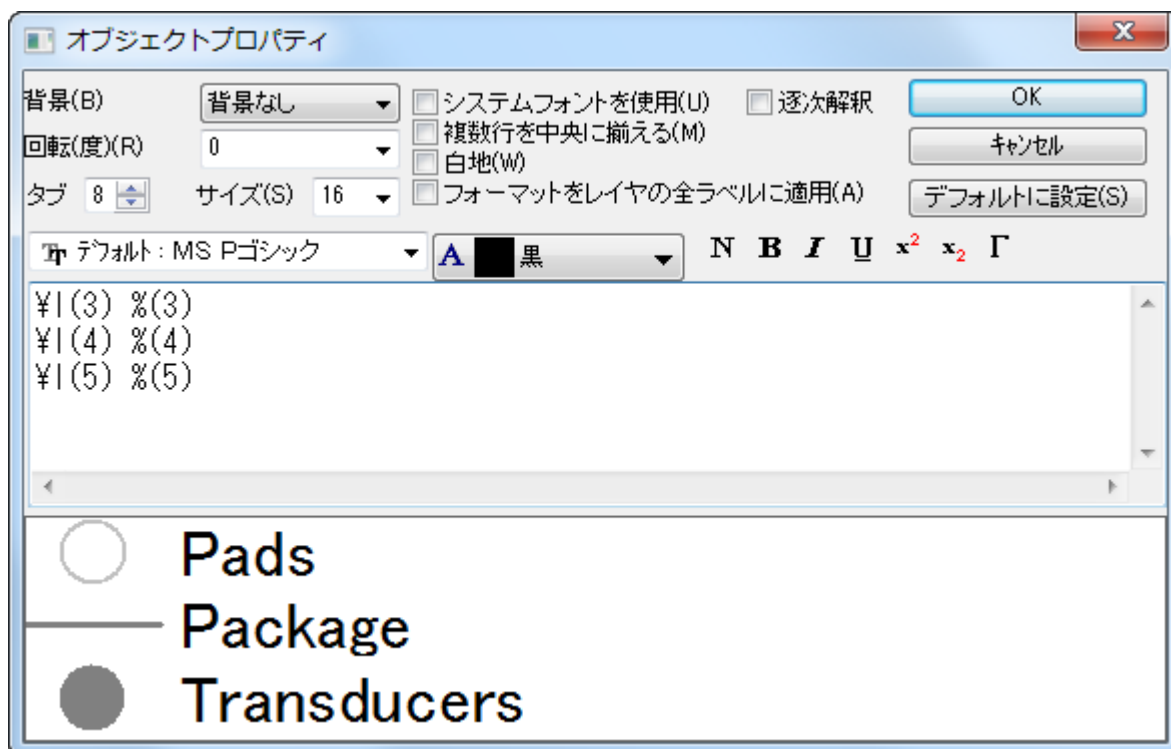 オブジェクトプロパティ
背景(B) 背景なし システムフォントを使用(U) 逐次解釈 OK
回転(度)(R) 0 複数行を中央に揃える(M) キャンセル
白地(W)
タブ 8 サイズ(S) 16 フォーマットをレイヤの全ラベルに適用(A) デフォルトに設定(S)
デフォルト : MS Pゴシック A 黒 N B I U x² x₂ Γ
¥l(3) %(3)
¥l(4) %(4)
¥l(5) %(5)
Pads
Package
Transducers